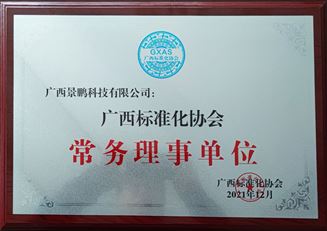 GXAS
广西标准化协会
广西景鹏科技有限公司：
广西标准化协会
常务理事单位
广西标准化协会
2021年12月